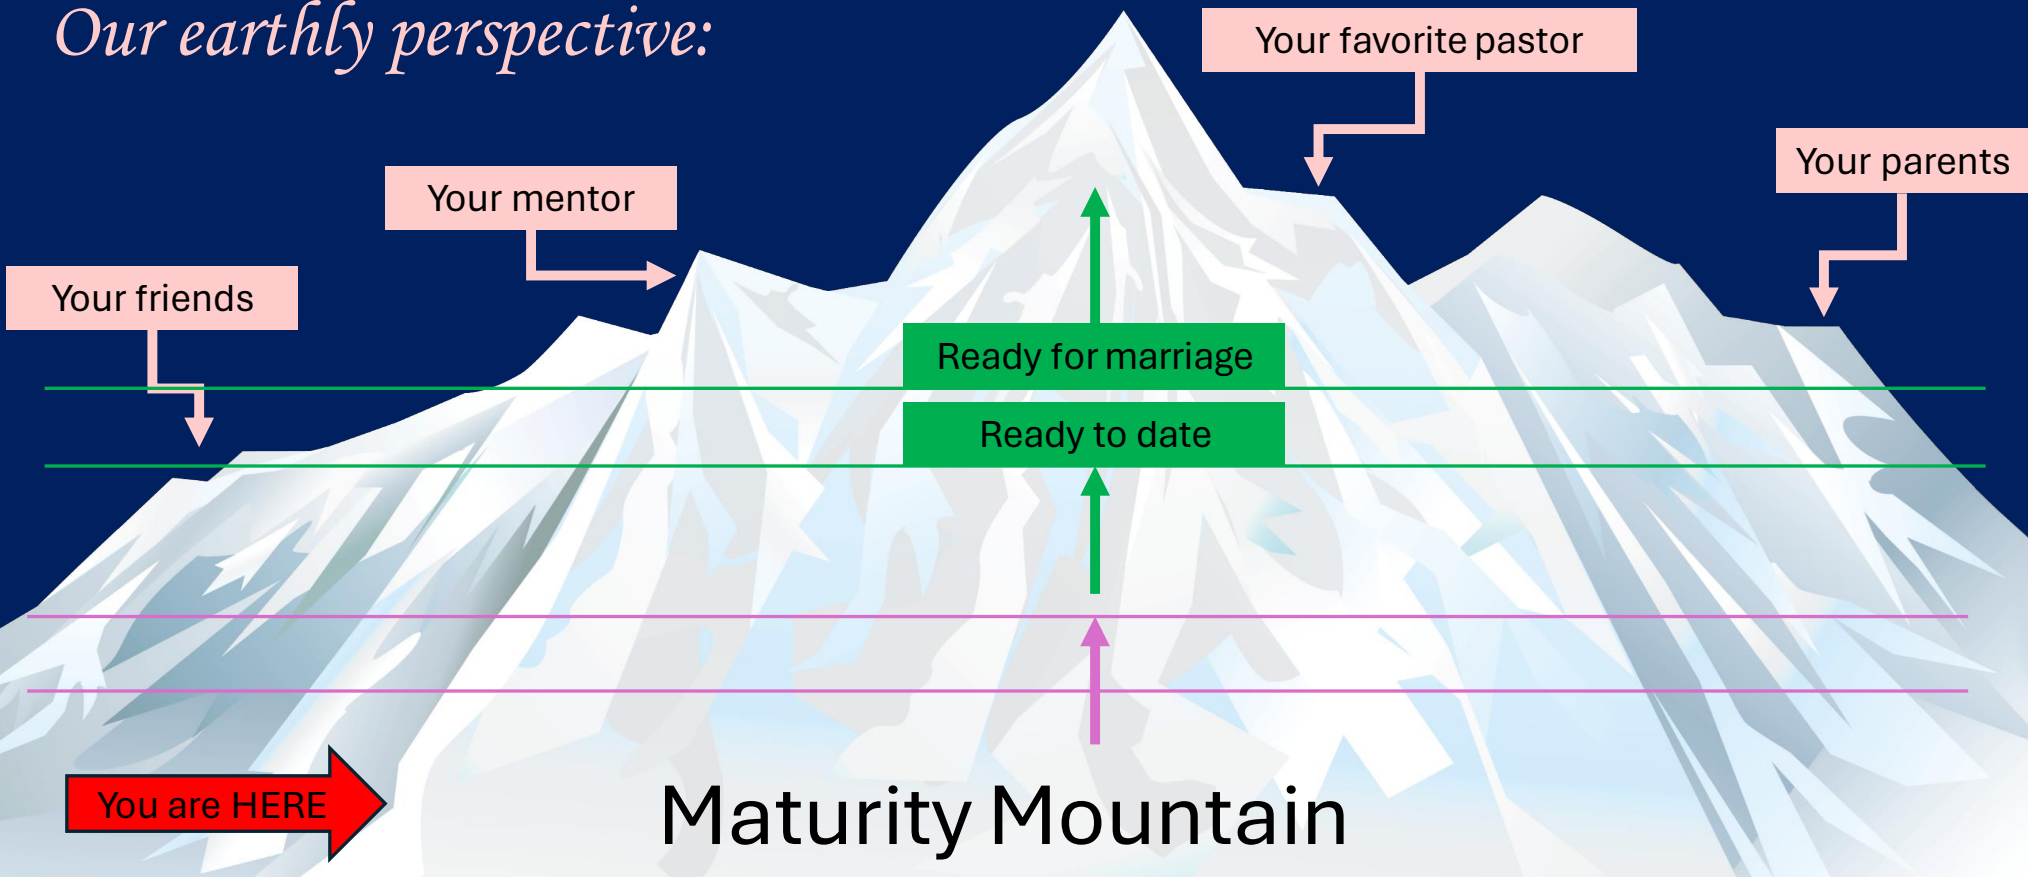 Our earthly perspective:
Your favorite pastor
Your parents
Your mentor
Your friends
Ready for marriage
Ready to date
You are HERE
Maturity Mountain